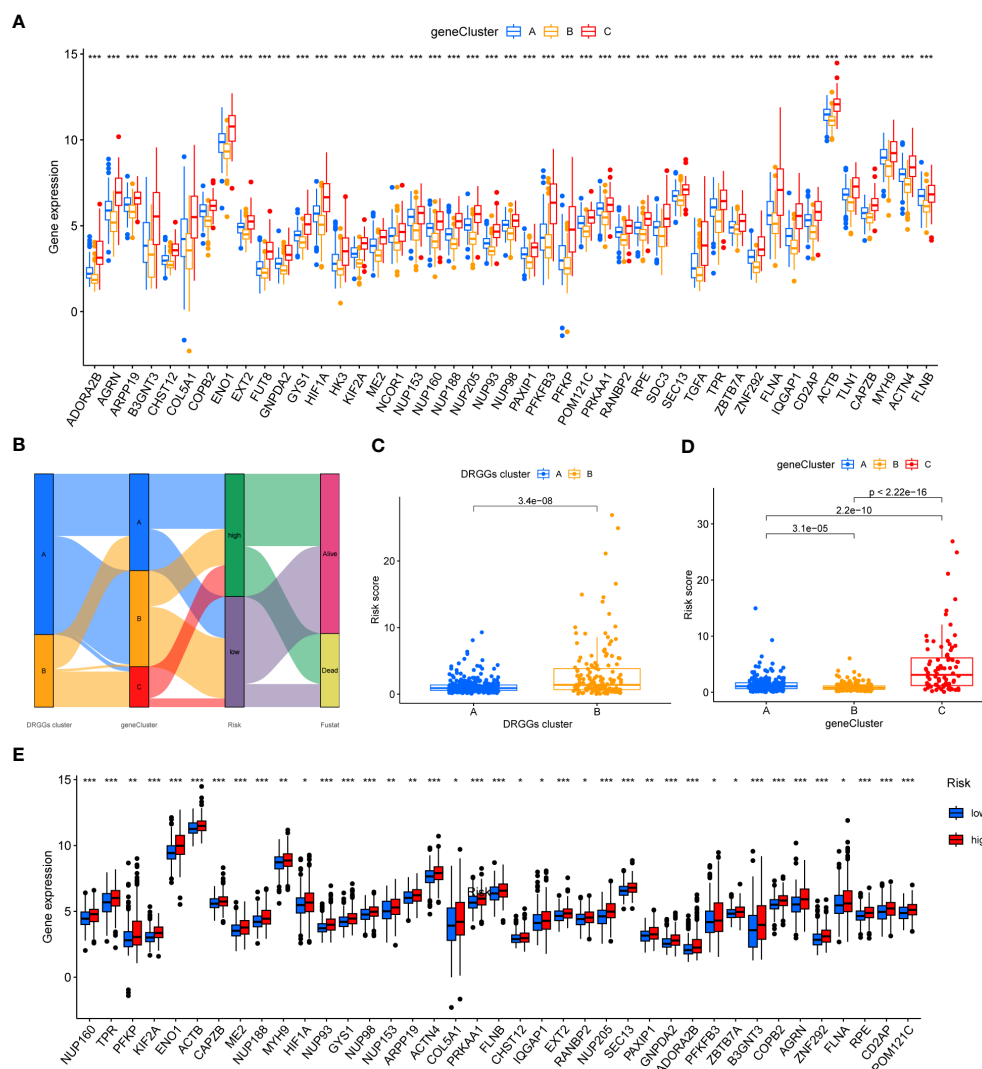 A
geneCluster A B C
15
10
5
0
Gene expression
*** *** *** *** *** *** *** *** *** *** *** *** *** *** *** *** *** *** *** *** *** *** *** *** *** *** *** *** *** *** *** *** *** *** *** *** *** *** *** *** *** *** *** *** ***
ADORA2B AGRN ARPP19 B3GNT3 CHST12 COL5A1 COPB2 ENO1 EXT2 FUT8 GNPDA2 GYS1 HIF1A HK3 KIF2A ME2 NCOR1 NUP153 NUP160 NUP188 NUP205 NUP93 NUP98 PAXIP1 PFKFB3 PFKP POM121C PRKAA1 RANBP2 RPE SDC3 SEC13 TGFA TPR ZBTB7A ZNF292 FLNA IQGAP1 CD2AP ACTB TLN1 CAPZB MYH9 ACTN4 FLNB
B
A
B
A
B
C
high
low
Alive
Dead
DRGGs cluster geneCluster Risk Fustat
C
DRGGs cluster A B
3.4e-08
20
10
0
Risk score
A B
DRGGs cluster
D
geneCluster A B C
p < 2.22e-16
2.2e-10
3.1e-05
30
20
10
0
Risk score
A B C
geneCluster
E
15
10
5
0
Gene expression
*** *** ** *** *** *** *** *** *** ** * *** *** *** ** ** *** * *** *** * * *** * *** *** ** *** *** * * *** *** *** *** * *** *** ***
Risk
Risk
low
high
NUP160 TPR PFKP KIF2A ENO1 ACTB CAPZB ME2 NUP188 MYH9 HIF1A NUP93 GYS1 NUP98 NUP153 ARPP19 ACTN4 COL5A1 PRKAA1 FLNB CHST12 IQGAP1 EXT2 RANBP2 NUP205 SEC13 PAXIP1 GNPDA2 ADORA2B PFKFB3 ZBTB7A B3GNT3 COPB2 AGRN ZNF292 FLNA RPE CD2AP POM121C